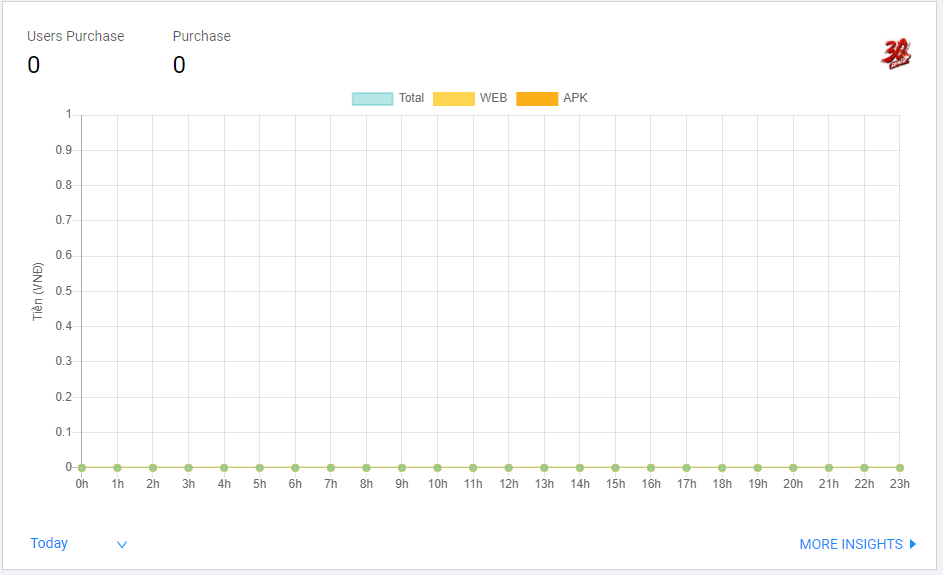 Users Purchase
Purchase
0
0
Total
WEB
APK
1
0.9
0.8
0.7
0.6
0.5
0.4
0.3
0.2
0.1
0
Tiền (VNĐ)
0h 1h 2h 3h 4h 5h 6h 7h 8h 9h 10h 11h 12h 13h 14h 15h 16h 17h 18h 19h 20h 21h 22h 23h
Today
MORE INSIGHTS